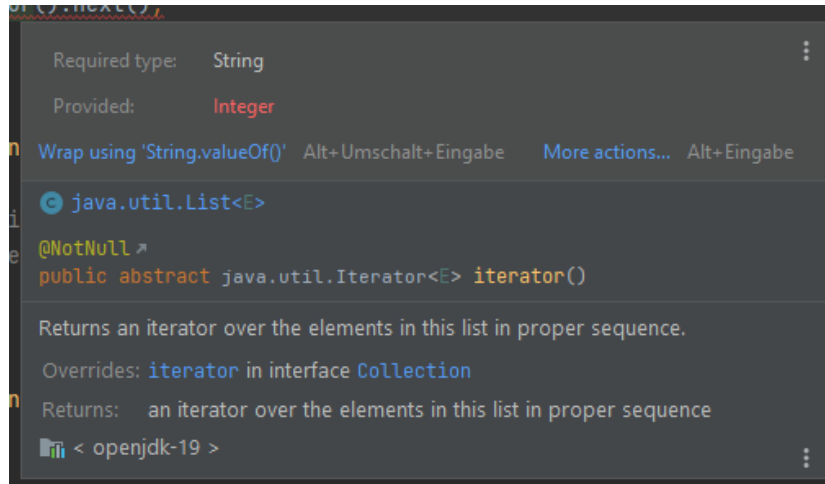 or().next();
Required type: String
Provided: Integer
Wrap using 'String.valueOf()' Alt+Umschalt+Eingabe More actions... Alt+Eingabe
java.util.List<E>
@NotNull
public abstract java.util.Iterator<E> iterator()
Returns an iterator over the elements in this list in proper sequence.
Overrides: iterator in interface Collection
Returns: an iterator over the elements in this list in proper sequence
< openjdk-19 >